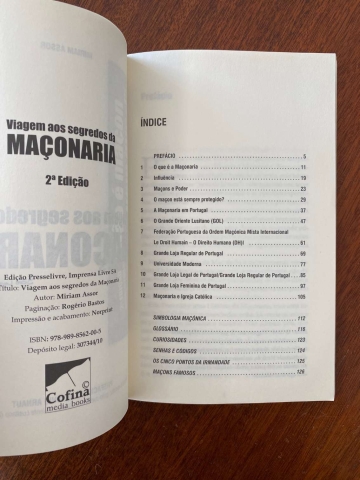 Viagem aos segredos da
MAÇONARIA
2ª Edição
Edição Presselivre, Imprensa Livre SA
Título: Viagem aos segredos da Maçonaria
Autor: Miriam Assor
Paginação: Rogério Bastos
Impressão e acabamento: Norprint
ISBN: 978-989-8562-00-5
Depósito legal: 307344/10
Cofina
media books
ÍNDICE
PREFÁCIO 5
1 O que é a Maçonaria 11
2 Influência 19
3 Maçons e Poder 23
4 O maçon está sempre protegido? 29
5 A Maçonaria em Portugal 37
6 O Grande Oriente Lusitano (GOL) 51
7 Federação Portuguesa da Ordem Maçónica Mista Internacional
Le Droit Humain – O Direito Humano (DH) 61
8 Grande Loja Regular de Portugal 69
9 Universidade Moderna 77
10 Grande Loja Legal de Portugal/Grande Loja Regular de Portugal 85
11 Grande Loja Feminina de Portugal 97
12 Maçonaria e Igreja Católica
SIMBOLOGIA MAÇÓNICA 112
GLOSSÁRIO 116
CURIOSIDADES 123
SENHAS E CÓDIGOS 124
OS CINCO PONTOS DA IRMANDADE 125
MAÇONS FAMOSOS 126